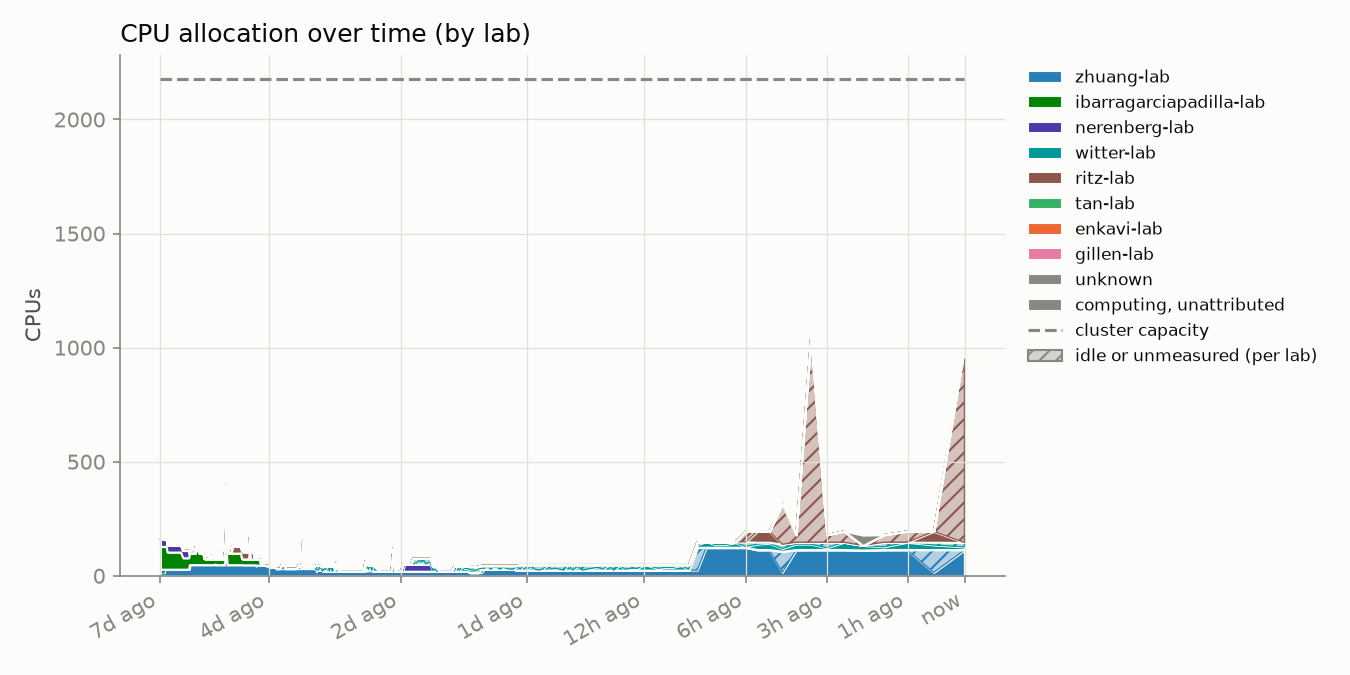 CPU allocation over time (by lab)
CPUs
2000
1500
1000
500
0
7d ago
4d ago
2d ago
1d ago
12h ago
6h ago
3h ago
1h ago
now
zhuang-lab
ibarragarciapadilla-lab
nerenberg-lab
witter-lab
ritz-lab
tan-lab
enkavi-lab
gillen-lab
unknown
computing, unattributed
cluster capacity
idle or unmeasured (per lab)